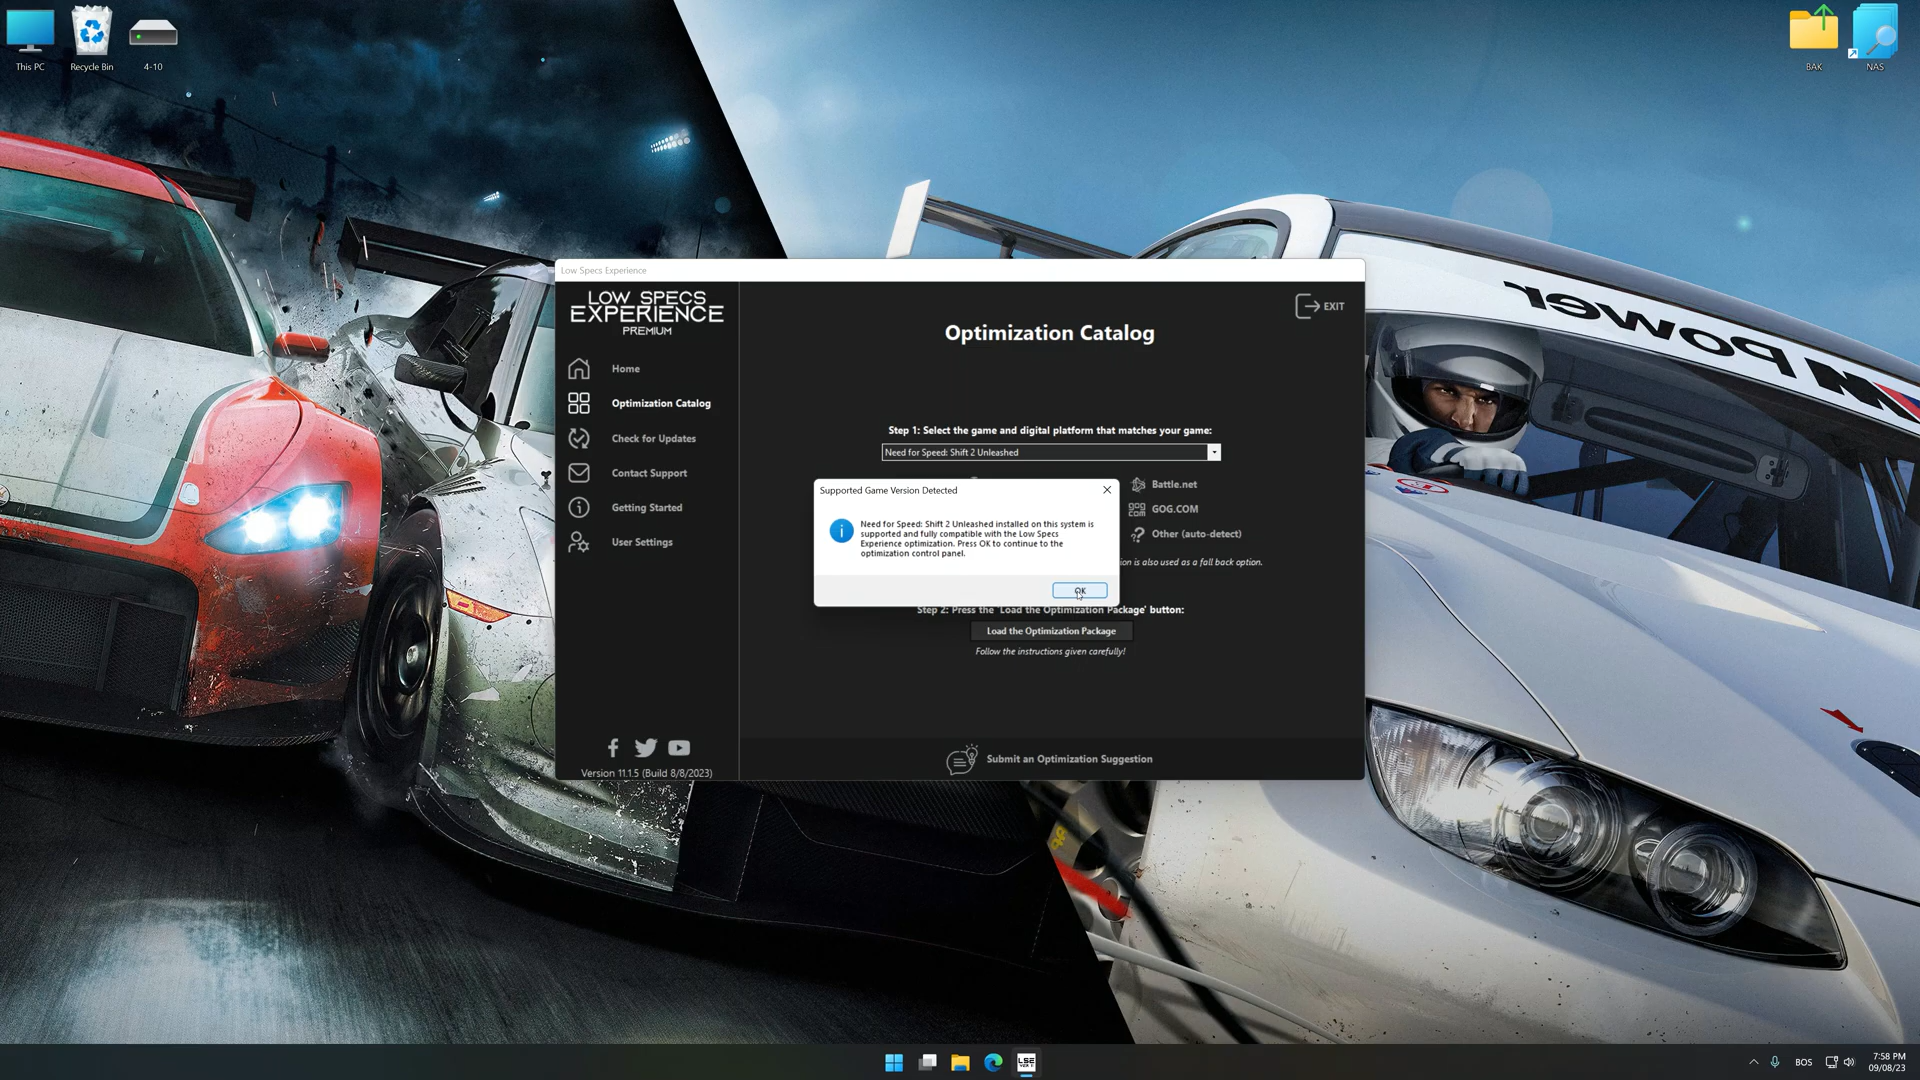 This PC
Recycle Bin
4-10
BAK
NAS
Low Specs Experience
LOW SPECS
EXPERIENCE
PREMIUM
Home
Optimization Catalog
Check for Updates
Contact Support
Getting Started
User Settings
Version 11.1.5 (Build 8/8/2023)
EXIT
Optimization Catalog
Step 1: Select the game and digital platform that matches your game:
Need for Speed: Shift 2 Unleashed
Battle.net
GOG.COM
Other (auto-detect)
ion is also used as a fall back option.
Supported Game Version Detected
Need for Speed: Shift 2 Unleashed installed on this system is
supported and fully compatible with the Low Specs
Experience optimization. Press OK to continue to the
optimization control panel.
OK
Step 2: Press the 'Load the Optimization Package' button:
Load the Optimization Package
Follow the instructions given carefully!
Submit an Optimization Suggestion
M Power
LSE
BOS
7:58 PM
09/08/23